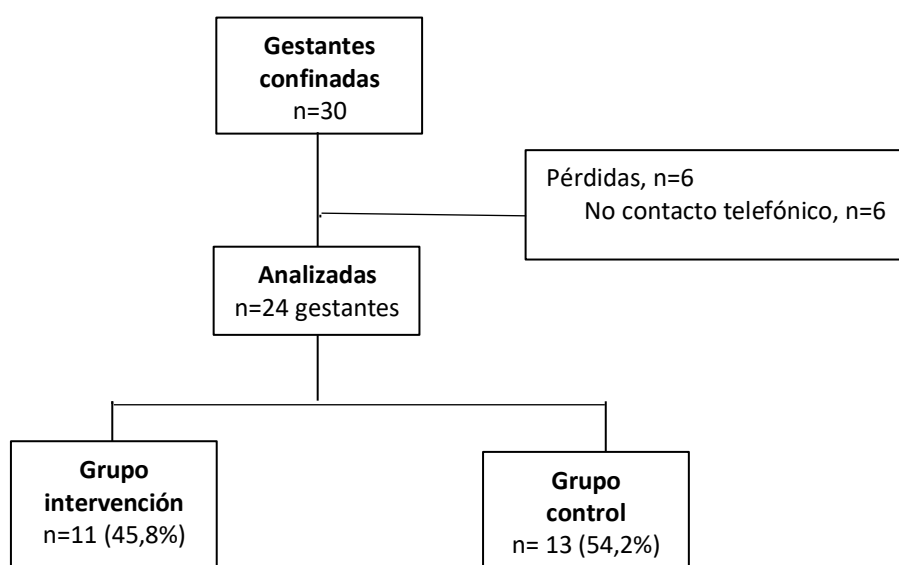 Gestantes
confinadas
n=30
Pérdidas, n=6
No contacto telefónico, n=6
Analizadas
n=24 gestantes
Grupo
intervención
n=11 (45,8%)
Grupo
control
n= 13 (54,2%)